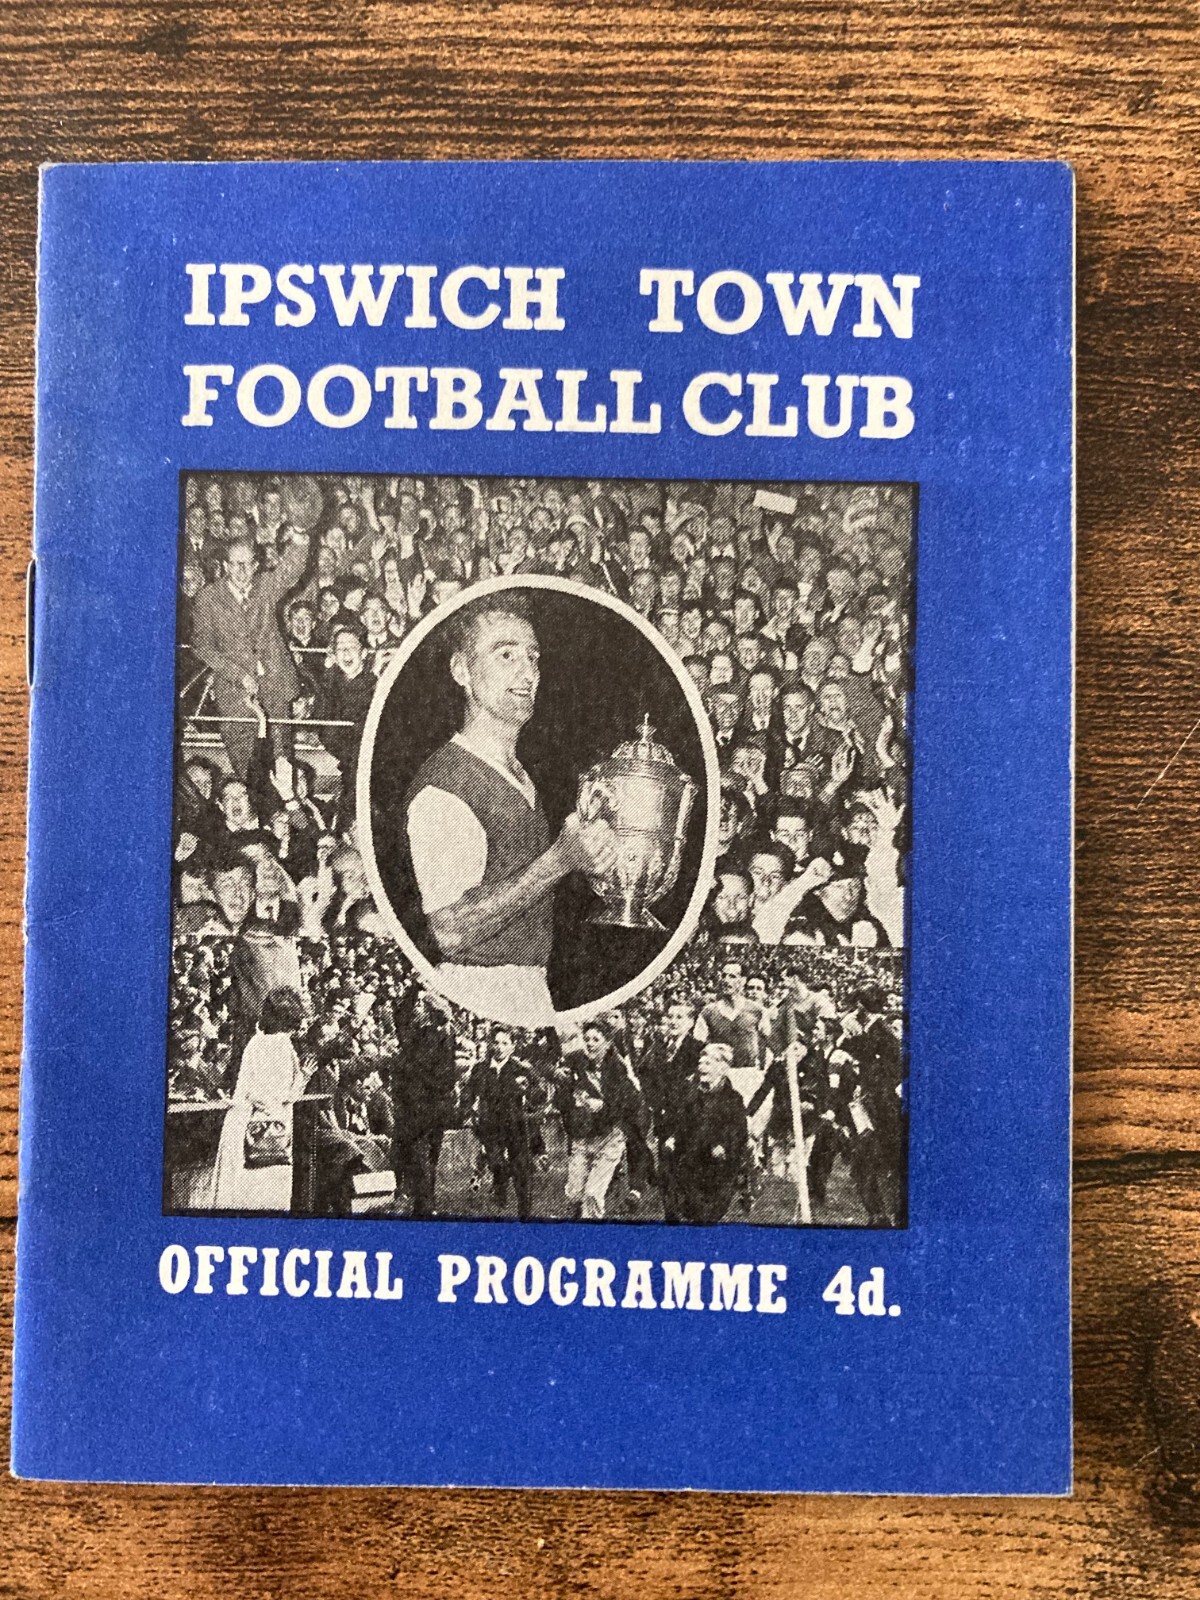 IPSWICH TOWN
FOOTBALL CLUB
OFFICIAL PROGRAMME 4d.